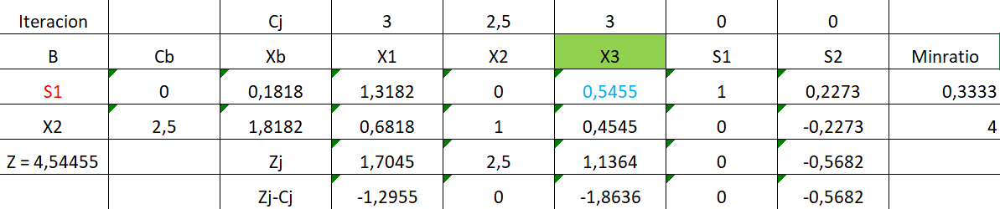 Iteracion Cj 3 2,5 3 0 0
B Cb Xb X1 X2 X3 S1 S2 Minratio
S1 0 0,1818 1,3182 0 0,5455 1 0,2273 0,3333
X2 2,5 1,8182 0,6818 1 0,4545 0 -0,2273 4
Z = 4,54455 Zj 1,7045 2,5 1,1364 0 -0,5682
Zj-Cj -1,2955 0 -1,8636 0 -0,5682